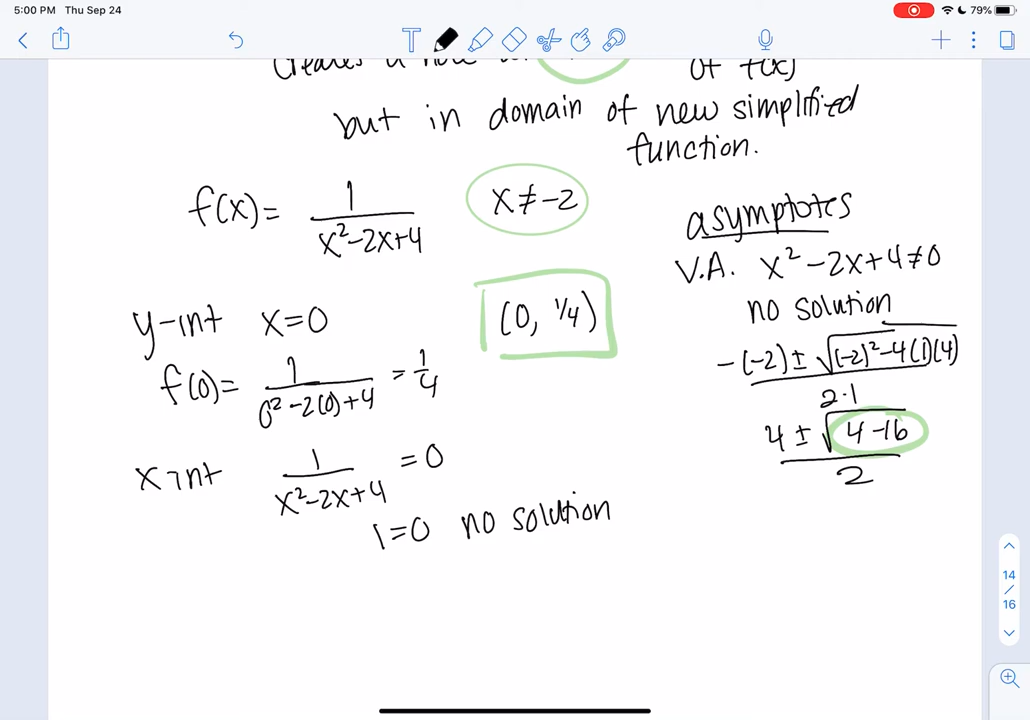 5:00 PM Thu Sep 24
79%
T
creates a hole
of f(x)
but in domain of new simplified
function.
f(x)= 1/(x²-2x+4) x≠-2
y-int x=0 (0, 1/4)
f(0)= 1/(0²-2(0)+4) = 1/4
x int 1/(x²-2x+4) = 0
1=0 no solution
asymptotes
V.A. x²-2x+4≠0
no solution
(-(-2)±√((-2)²-4(1)(4)))/(2·1)
(4±√(4-16))/2
14
/
16